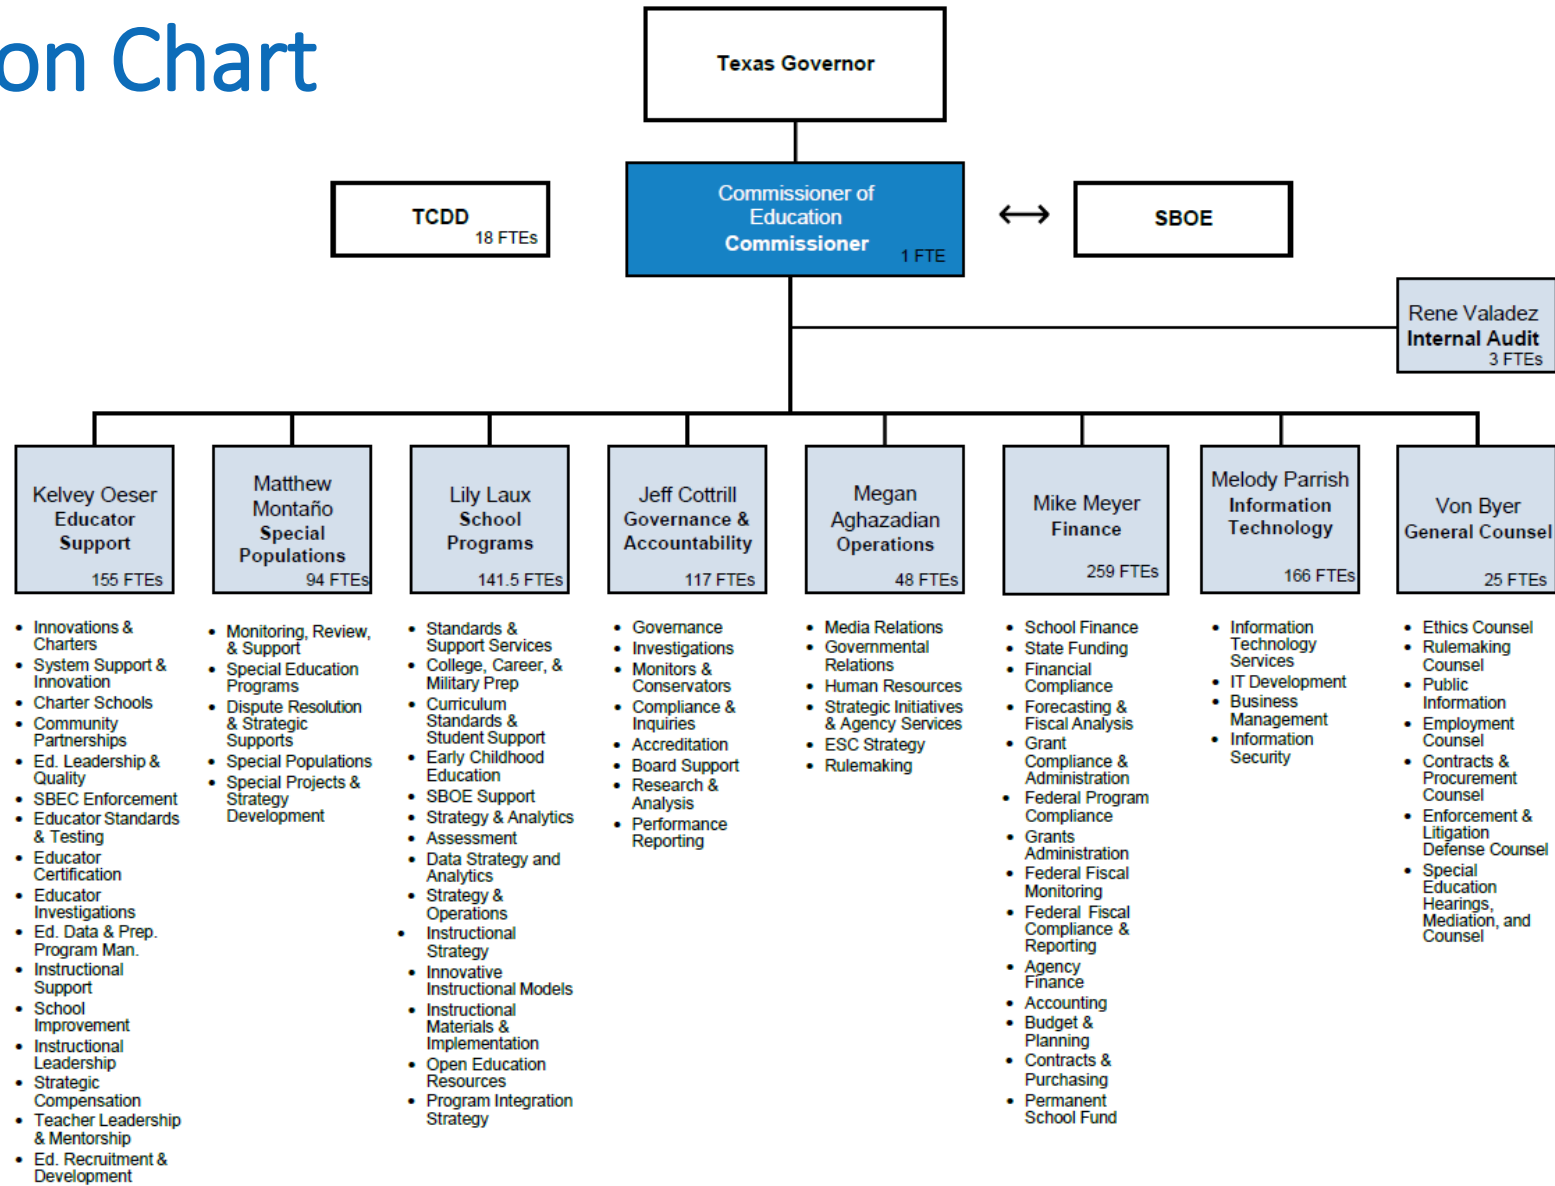 on Chart
Texas Governor
TCDD
18 FTEs
Commissioner of
Education
Commissioner
1 FTE
SBOE
Rene Valadez
Internal Audit
3 FTEs
Kelvey Oeser
Educator
Support
155 FTEs
Matthew
Montaño
Special
Populations
94 FTEs
Lily Laux
School
Programs
141.5 FTEs
Jeff Cottrill
Governance &
Accountability
117 FTEs
Megan
Aghazadian
Operations
48 FTEs
Mike Meyer
Finance
259 FTEs
Melody Parrish
Information
Technology
166 FTEs
Von Byer
General Counsel
25 FTEs
• Innovations &
Charters
• System Support &
Innovation
• Charter Schools
• Community
Partnerships
• Ed. Leadership &
Quality
• SBEC Enforcement
• Educator Standards
& Testing
• Educator
Certification
• Educator
Investigations
• Ed. Data & Prep.
Program Man.
• Instructional
Support
• School
Improvement
• Instructional
Leadership
• Strategic
Compensation
• Teacher Leadership
& Mentorship
• Ed. Recruitment &
Development
• Monitoring, Review,
& Support
• Special Education
Programs
• Dispute Resolution
& Strategic
Supports
• Special Populations
• Special Projects &
Strategy
Development
• Standards &
Support Services
• College, Career, &
Military Prep
• Curriculum
Standards &
Student Support
• Early Childhood
Education
• SBOE Support
• Strategy & Analytics
• Assessment
• Data Strategy and
Analytics
• Strategy &
Operations
• Instructional
Strategy
• Innovative
Instructional Models
• Instructional
Materials &
Implementation
• Open Education
Resources
• Program Integration
Strategy
• Governance
• Investigations
• Monitors &
Conservators
• Compliance &
Inquiries
• Accreditation
• Board Support
• Research &
Analysis
• Performance
Reporting
• Media Relations
• Governmental
Relations
• Human Resources
• Strategic Initiatives
& Agency Services
• ESC Strategy
• Rulemaking
• School Finance
• State Funding
• Financial
Compliance
• Forecasting &
Fiscal Analysis
• Grant
Compliance &
Administration
• Federal Program
Compliance
• Grants
Administration
• Federal Fiscal
Monitoring
• Federal Fiscal
Compliance &
Reporting
• Agency
Finance
• Accounting
• Budget &
Planning
• Contracts &
Purchasing
• Permanent
School Fund
• Information
Technology
Services
• IT Development
• Business
Management
• Information
Security
• Ethics Counsel
• Rulemaking
Counsel
• Public
Information
• Employment
Counsel
• Contracts &
Procurement
Counsel
• Enforcement &
Litigation
Defense Counsel
• Special
Education
Hearings,
Mediation, and
Counsel